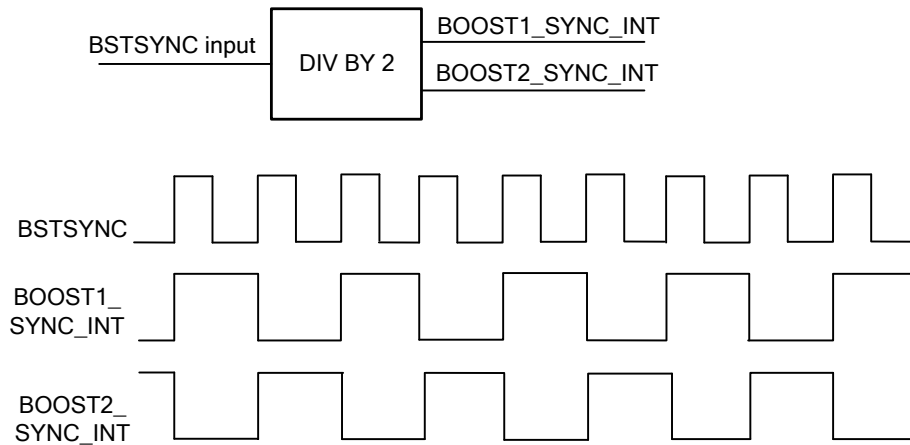 BSTSYNC input
DIV BY 2
BOOST1_SYNC_INT
BOOST2_SYNC_INT
BSTSYNC
BOOST1_
SYNC_INT
BOOST2_
SYNC_INT